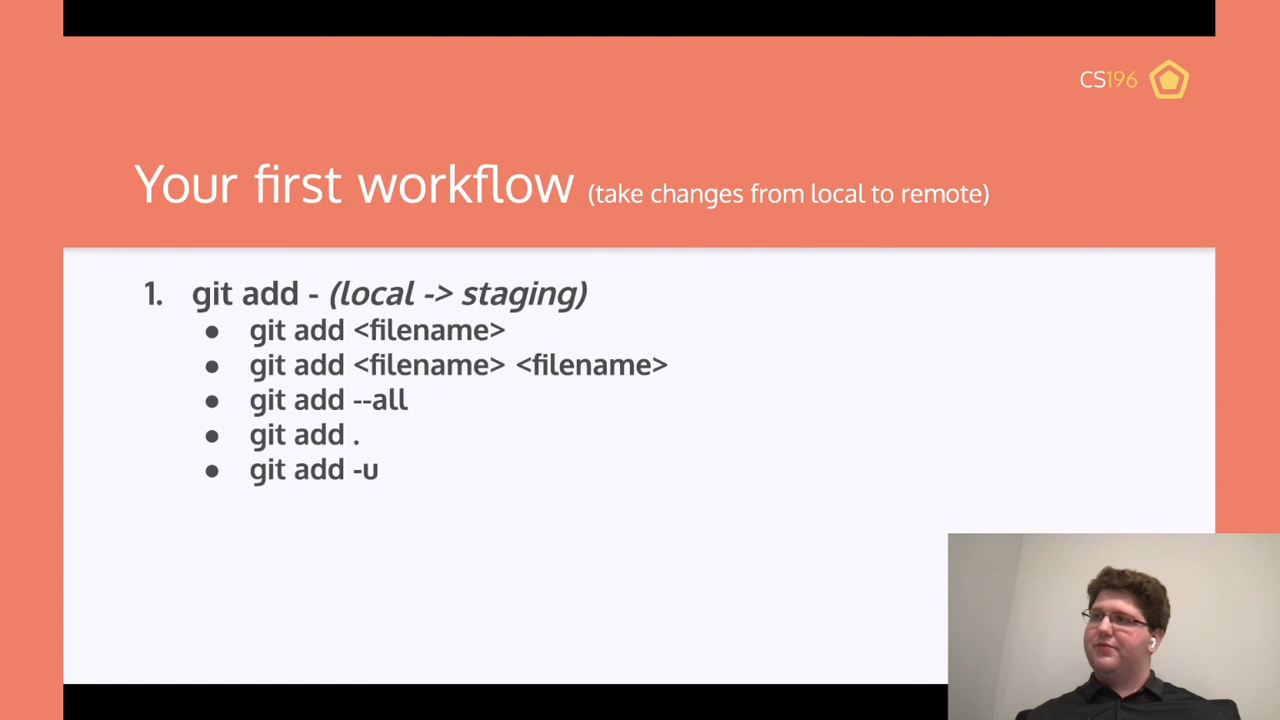 CS196
Your first workflow (take changes from local to remote)
1. git add - (local -> staging)
● git add <filename>
● git add <filename> <filename>
● git add --all
● git add .
● git add -u